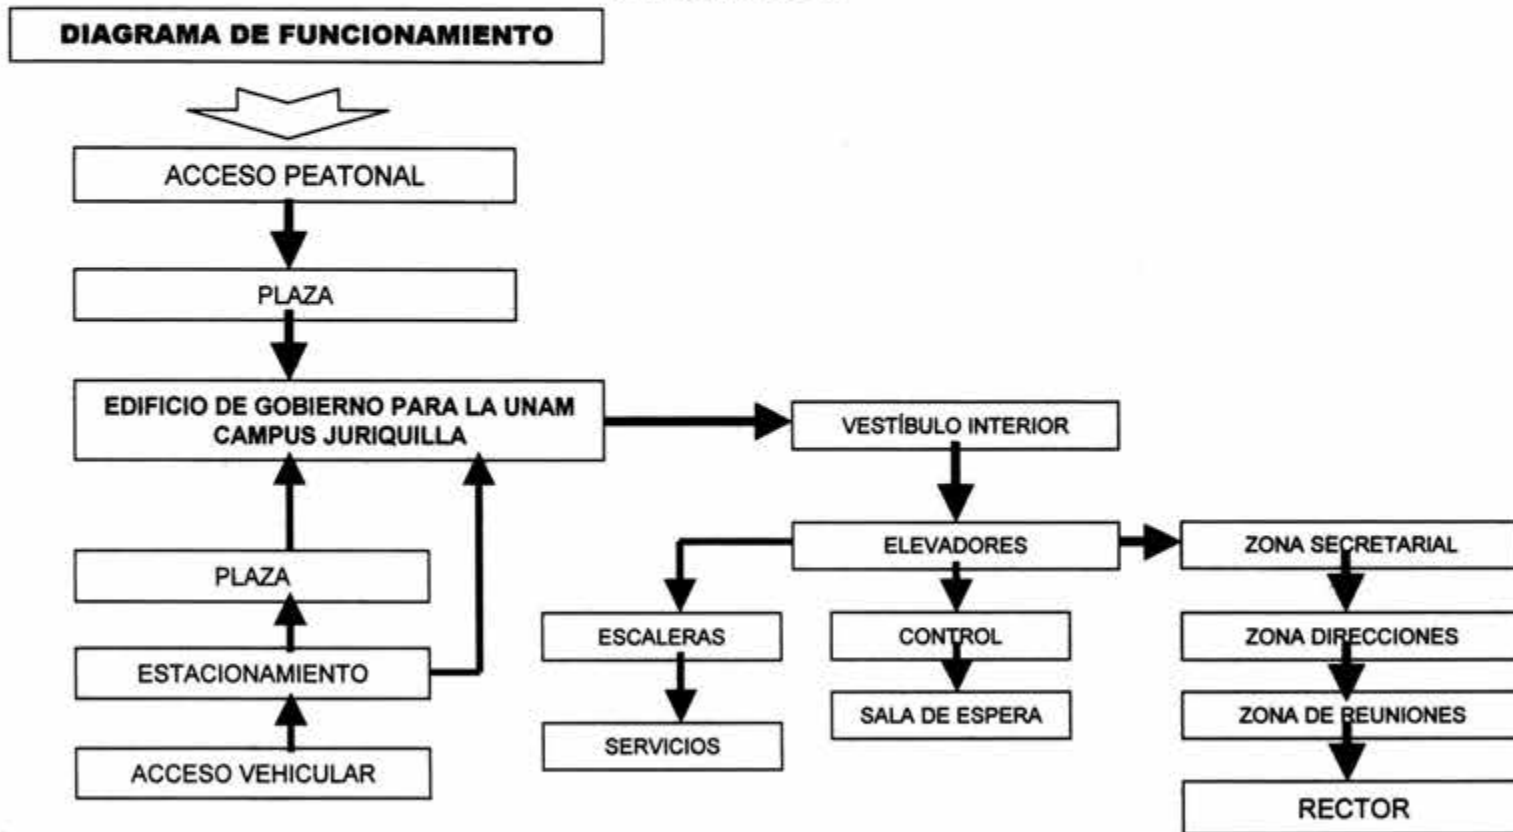 DIAGRAMA DE FUNCIONAMIENTO
ACCESO PEATONAL
PLAZA
EDIFICIO DE GOBIERNO PARA LA UNAM
CAMPUS JURIQUILLA
VESTÍBULO INTERIOR
ELEVADORES
ZONA SECRETARIAL
PLAZA
ESCALERAS
CONTROL
ZONA DIRECCIONES
ESTACIONAMIENTO
SALA DE ESPERA
ZONA DE REUNIONES
SERVICIOS
ACCESO VEHICULAR
RECTOR